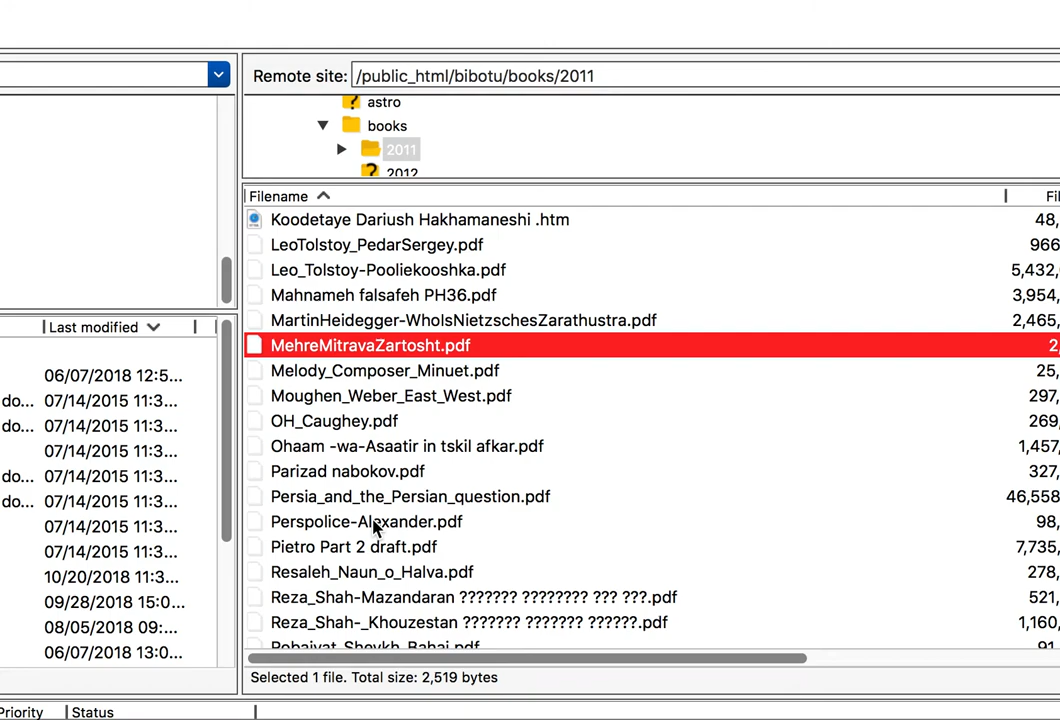 Remote site: /public_html/bibotu/books/2011
astro
books
2011
2012
Filename
Koodetaye Dariush Hakhamaneshi .htm 48,
LeoTolstoy_PedarSergey.pdf 966
Leo_Tolstoy-Pooliekooshka.pdf 5,432,
Mahnameh falsafeh PH36.pdf 3,954,
MartinHeidegger-WhoIsNietzschesZarathustra.pdf 2,465,
MehreMitravaZartosht.pdf 2,
Melody_Composer_Minuet.pdf 25,
Moughen_Weber_East_West.pdf 297,
OH_Caughey.pdf 269,
Ohaam -wa-Asaatir in tskil afkar.pdf 1,457,
Parizad nabokov.pdf 327,
Persia_and_the_Persian_question.pdf 46,558
Perspolice-Alexander.pdf 98,
Pietro Part 2 draft.pdf 7,735,
Resaleh_Naun_o_Halva.pdf 278,
Reza_Shah-Mazandaran ??????? ???????? ??? ???.pdf 521,
Reza_Shah-_Khouzestan ??????? ??????? ??????.pdf 1,160,
Robaiyat_Sheykh_Bahai.pdf 91
Selected 1 file. Total size: 2,519 bytes
Last modified
06/07/2018 12:5...
do... 07/14/2015 11:3...
do... 07/14/2015 11:3...
07/14/2015 11:3...
do... 07/14/2015 11:3...
do... 07/14/2015 11:3...
07/14/2015 11:3...
07/14/2015 11:3...
10/20/2018 11:3...
09/28/2018 15:0...
08/05/2018 09:...
06/07/2018 13:0...
Priority Status